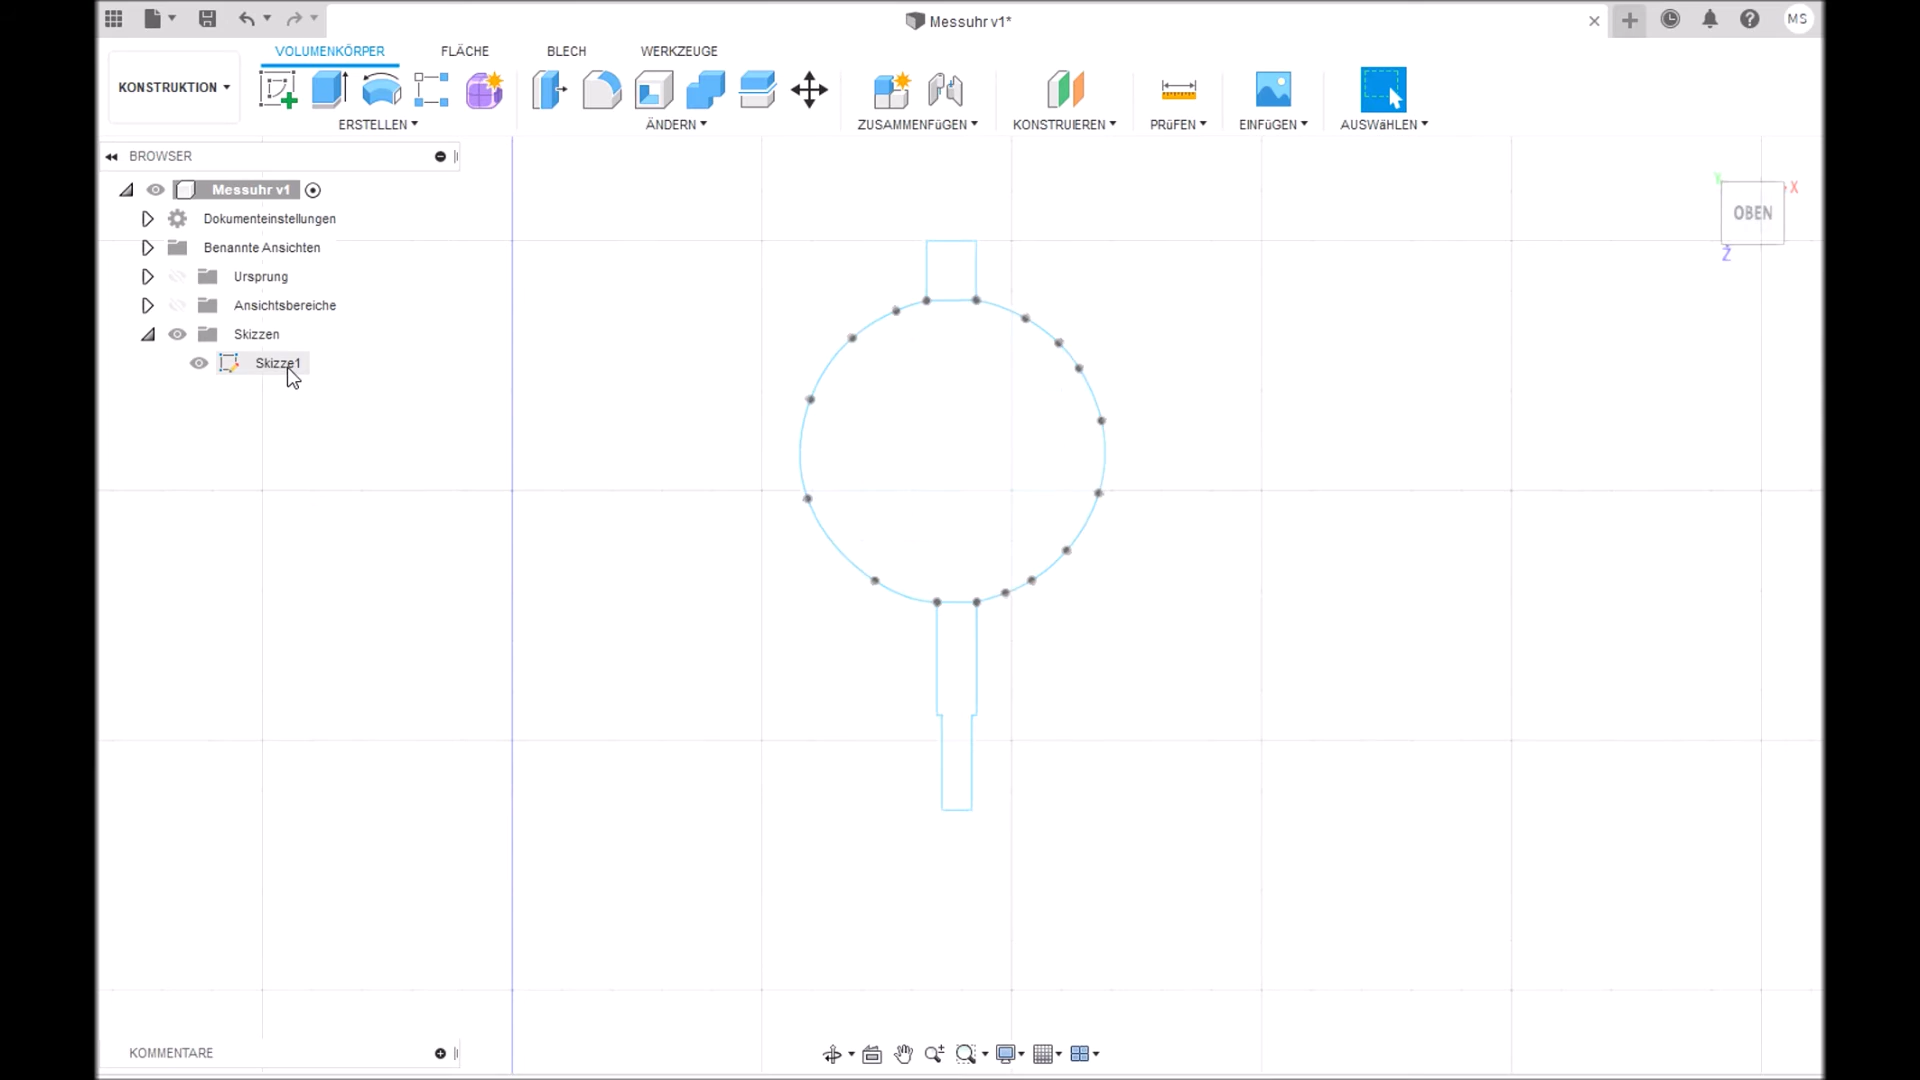 Messuhr v1*
MS
VOLUMENKÖRPER FLÄCHE BLECH WERKZEUGE
KONSTRUKTION
ERSTELLEN ÄNDERN ZUSAMMENFüGEN KONSTRUIEREN PRüFEN EINFüGEN AUSWäHLEN
BROWSER
Messuhr v1
Dokumenteinstellungen
Benannte Ansichten
Ursprung
Ansichtsbereiche
Skizzen
Skizze1
Y
X
OBEN
Z
KOMMENTARE